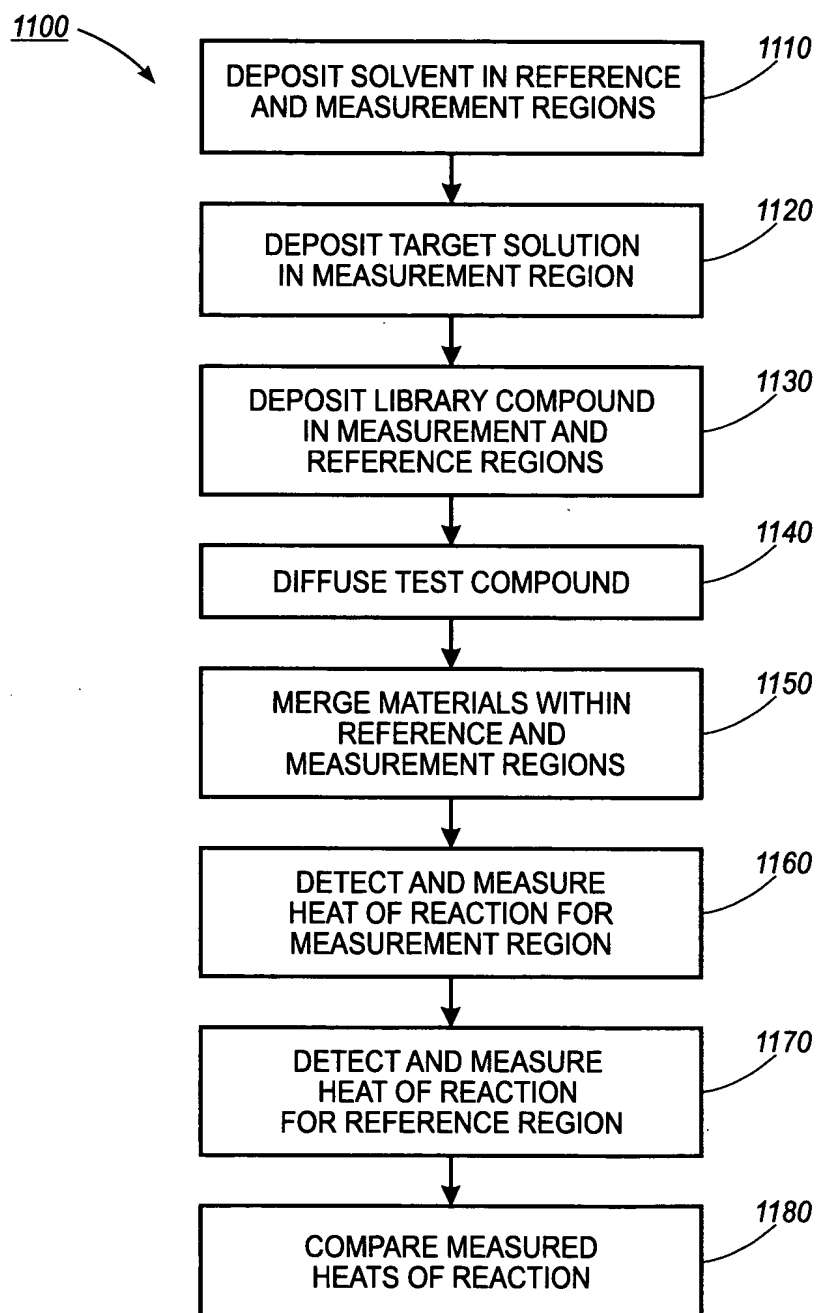 1100
DEPOSIT SOLVENT IN REFERENCE
AND MEASUREMENT REGIONS
1110
DEPOSIT TARGET SOLUTION
IN MEASUREMENT REGION
1120
DEPOSIT LIBRARY COMPOUND
IN MEASUREMENT AND
REFERENCE REGIONS
1130
DIFFUSE TEST COMPOUND
1140
MERGE MATERIALS WITHIN
REFERENCE AND
MEASUREMENT REGIONS
1150
DETECT AND MEASURE
HEAT OF REACTION FOR
MEASUREMENT REGION
1160
DETECT AND MEASURE
HEAT OF REACTION
FOR REFERENCE REGION
1170
COMPARE MEASURED
HEATS OF REACTION
1180